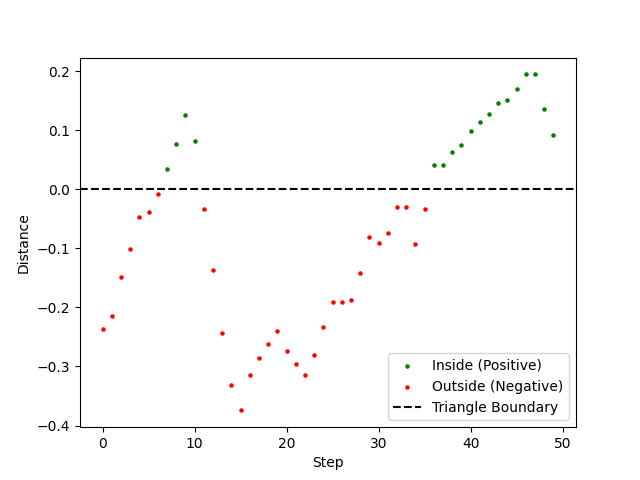 0.2
0.1
0.0
−0.1
−0.2
−0.3
−0.4
Distance
0 10 20 30 40 50
Step
Inside (Positive)
Outside (Negative)
Triangle Boundary